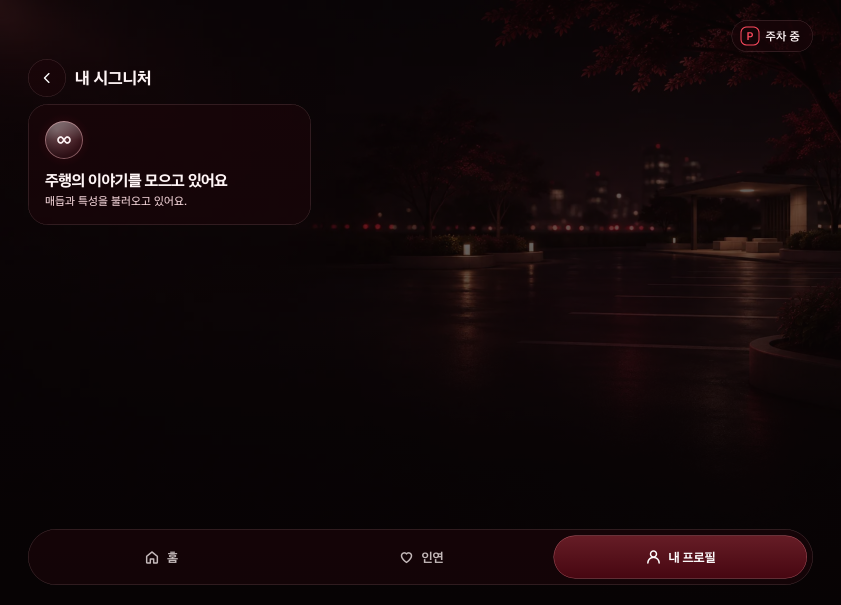 P 주차 중
내 시그니처
∞
주행의 이야기를 모으고 있어요
매듭과 특성을 불러오고 있어요.
홈
인연
내 프로필